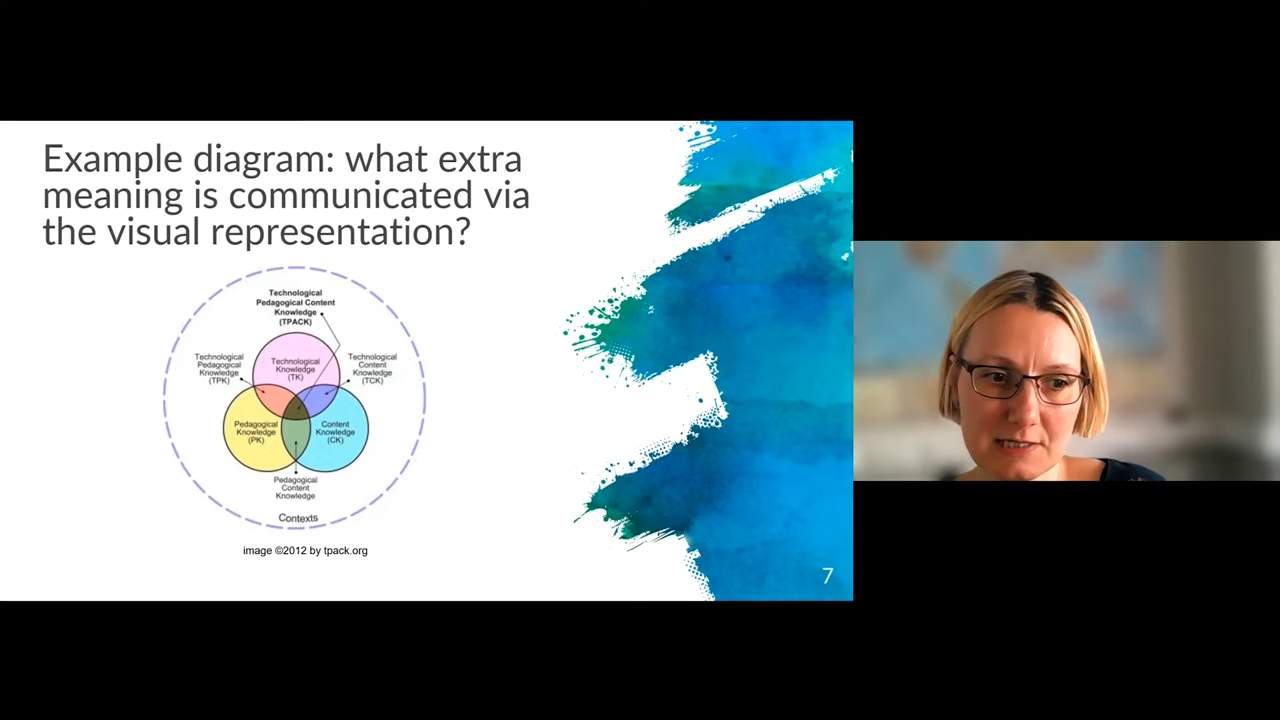 Example diagram: what extra
meaning is communicated via
the visual representation?
Technological
Pedagogical Content
Knowledge
(TPACK)
Technological
Pedagogical
Knowledge
(TPK)
Technological
Knowledge
(TK)
Technological
Content
Knowledge
(TCK)
Pedagogical
Knowledge
(PK)
Content
Knowledge
(CK)
Pedagogical
Content
Knowledge
Contexts
image ©2012 by tpack.org
7